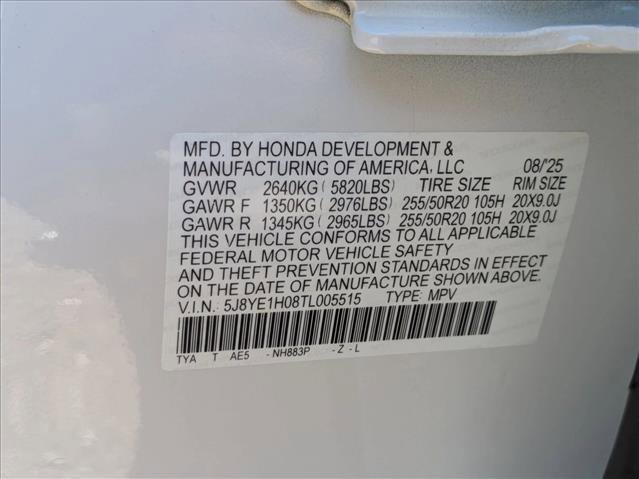 MFD. BY HONDA DEVELOPMENT &
MANUFACTURING OF AMERICA, LLC 08/'25
GVWR 2640KG ( 5820LBS) TIRE SIZE RIM SIZE
GAWR F 1350KG ( 2976LBS) 255/50R20 105H 20X9.0J
GAWR R 1345KG ( 2965LBS) 255/50R20 105H 20X9.0J
THIS VEHICLE CONFORMS TO ALL APPLICABLE
FEDERAL MOTOR VEHICLE SAFETY
AND THEFT PREVENTION STANDARDS IN EFFECT
ON THE DATE OF MANUFACTURE SHOWN ABOVE.
V.I.N.: 5J8YE1H08TL005515 TYPE: MPV
TYA T AE5 - NH883P - Z - L